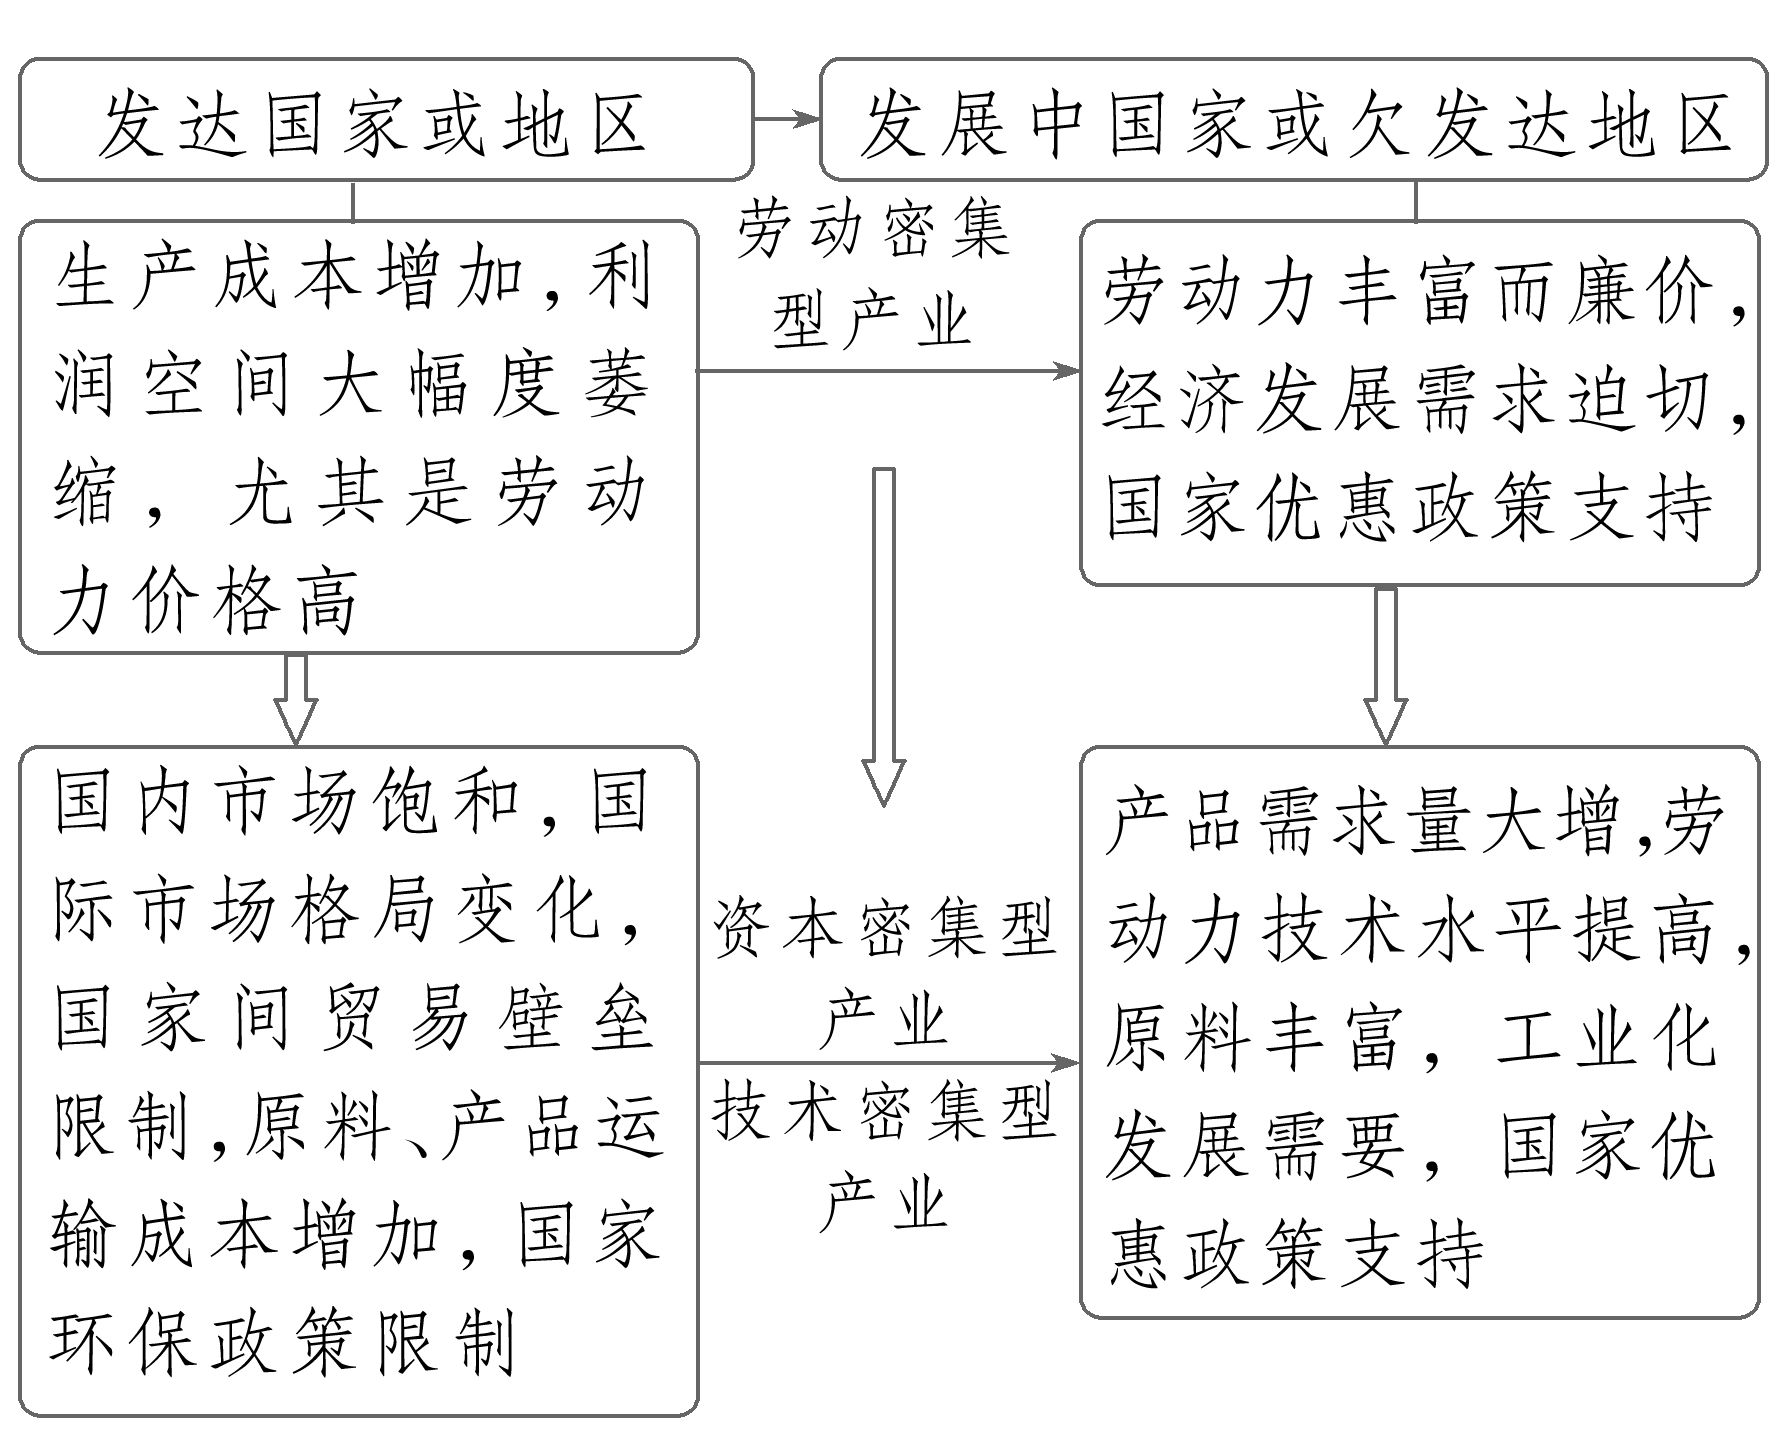 发达国家或地区
发展中国家或欠发达地区
生产成本增加,利
润空间大幅度萎
缩,尤其是劳动
力价格高
劳动密集
型产业
劳动力丰富而廉价,
经济发展需求迫切,
国家优惠政策支持
国内市场饱和,国
际市场格局变化,
国家间贸易壁垒
限制,原料、产品运
输成本增加,国家
环保政策限制
资本密集型
产业
技术密集型
产业
产品需求量大增,劳
动力技术水平提高,
原料丰富,工业化
发展需要,国家优
惠政策支持